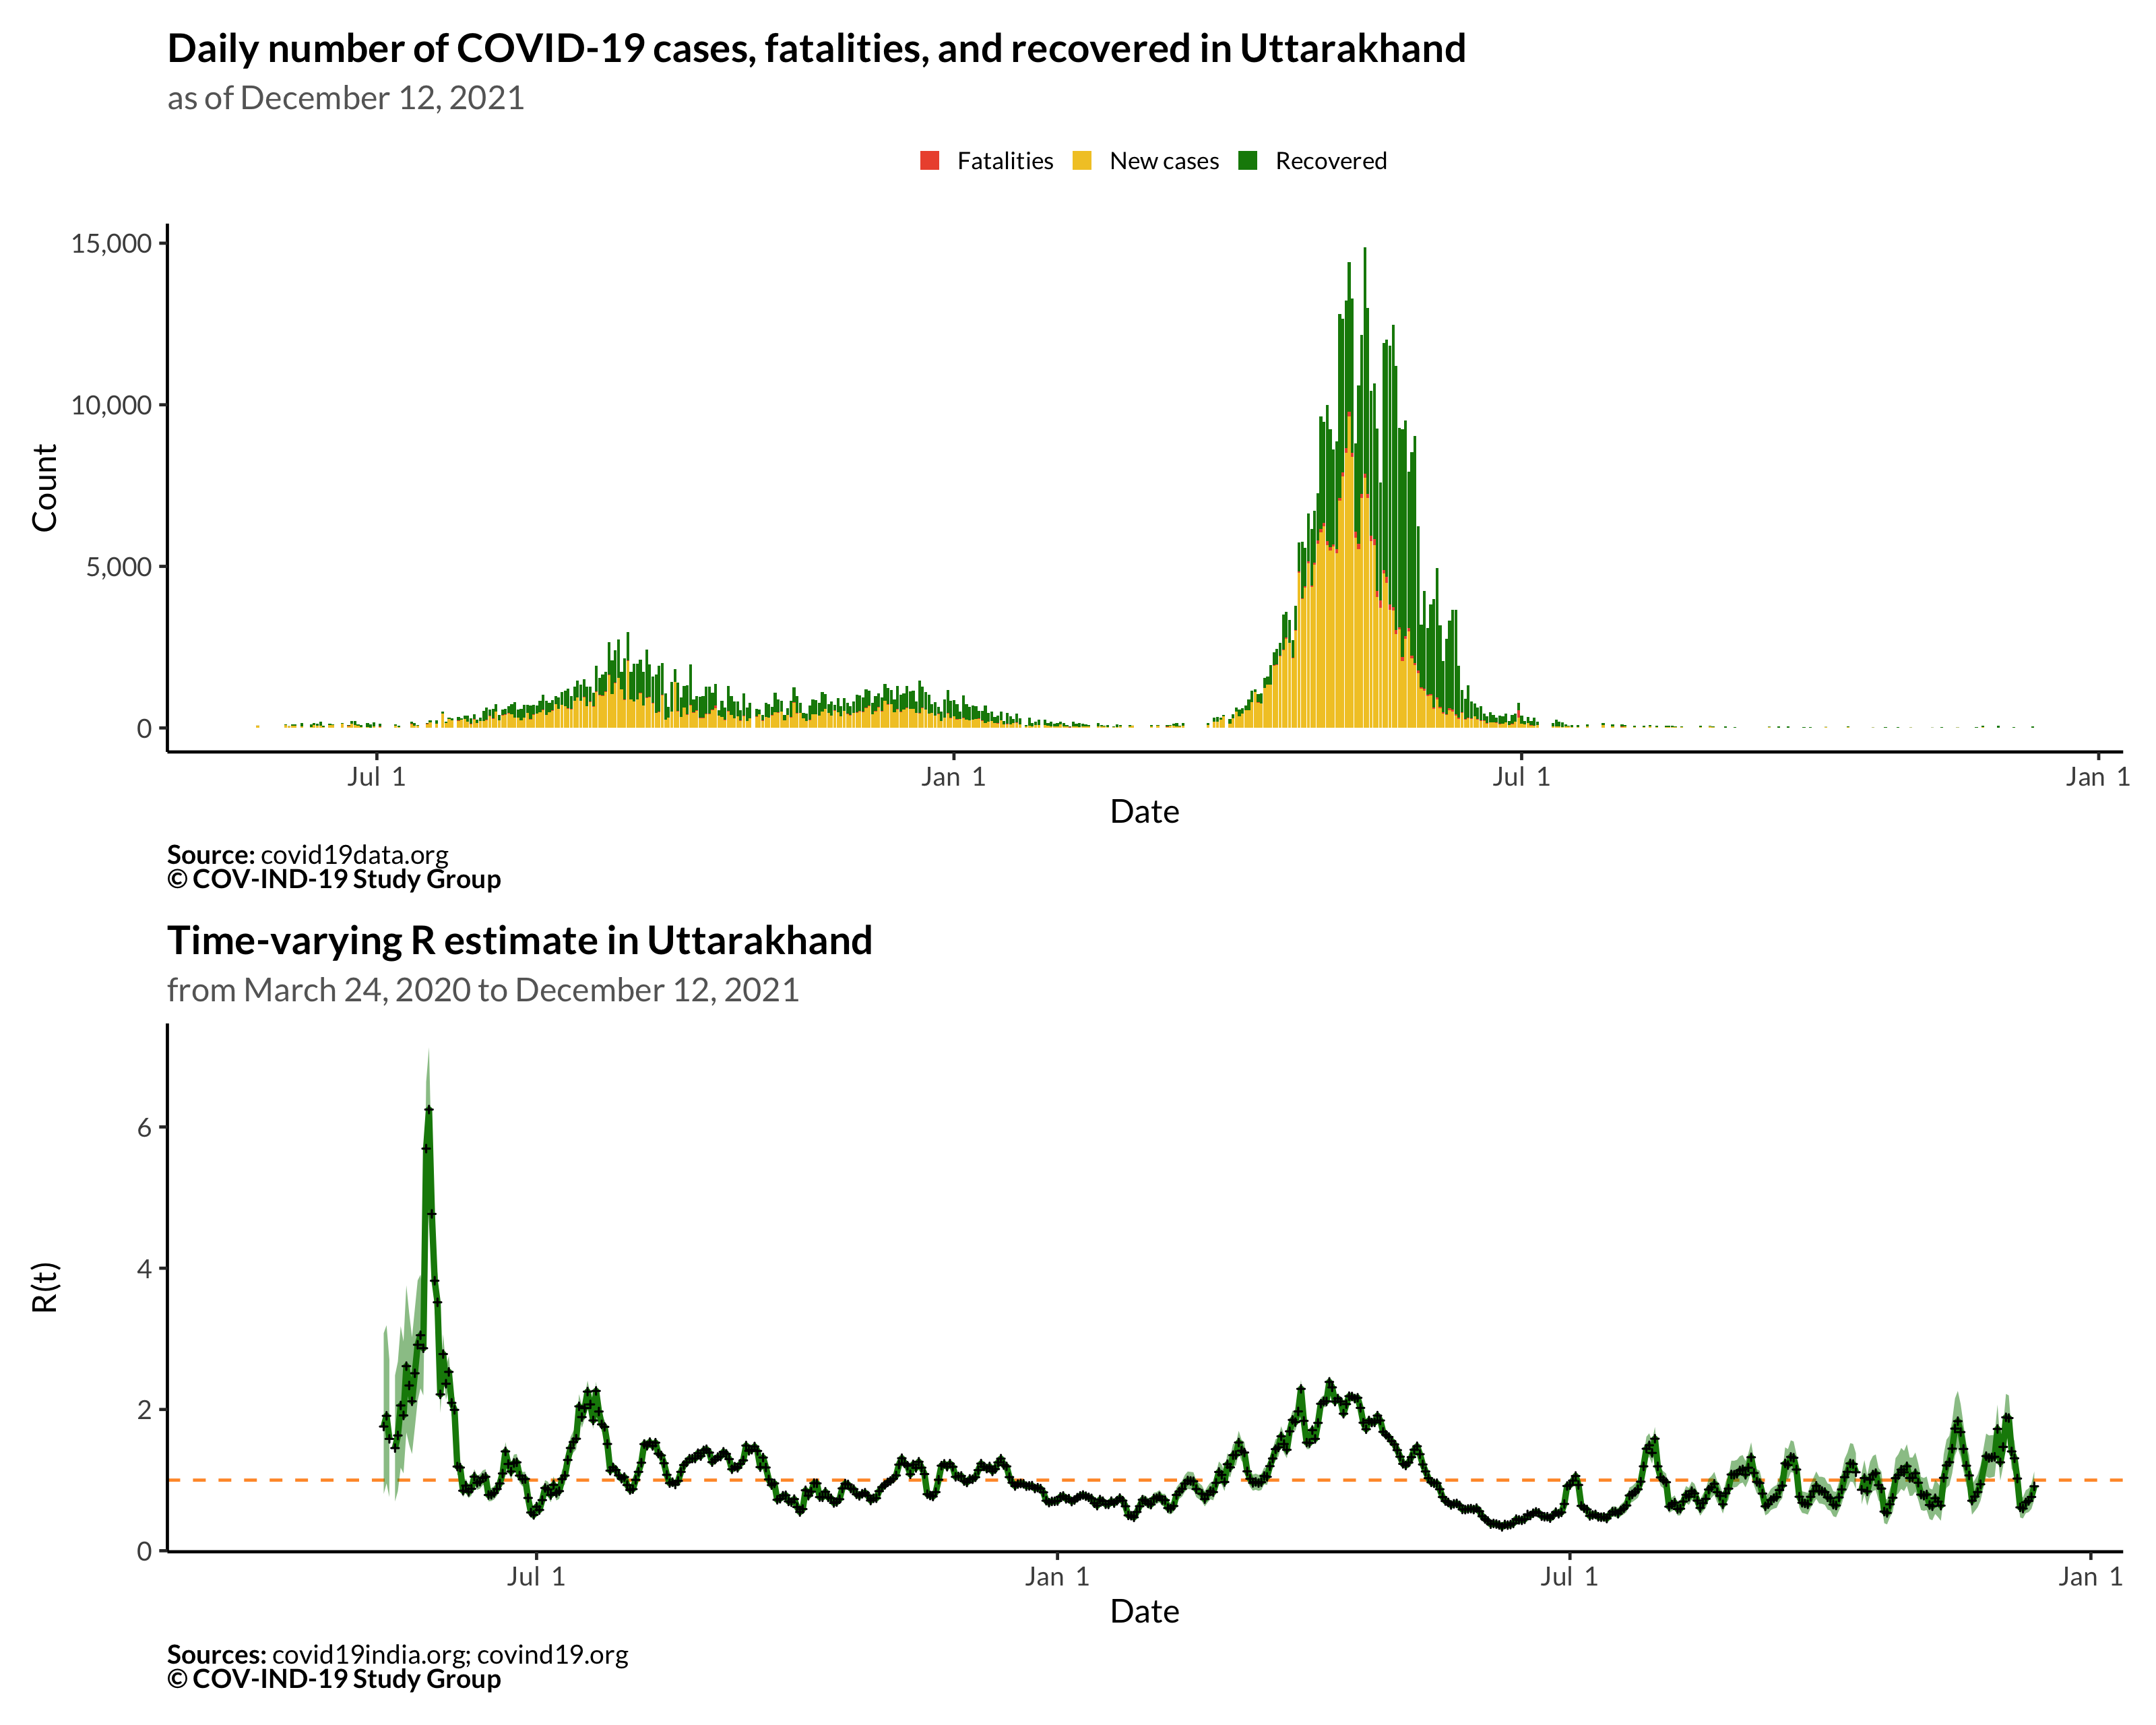 Daily number of COVID-19 cases, fatalities, and recovered in Uttarakhand
as of December 12, 2021
Fatalities New cases Recovered
15,000
10,000
5,000
0
Count
Jul 1 Jan 1 Jul 1 Jan 1
Date
Source: covid19data.org
© COV-IND-19 Study Group
Time-varying R estimate in Uttarakhand
from March 24, 2020 to December 12, 2021
6
4
2
0
R(t)
Jul 1 Jan 1 Jul 1 Jan 1
Date
Sources: covid19india.org; covind19.org
© COV-IND-19 Study Group